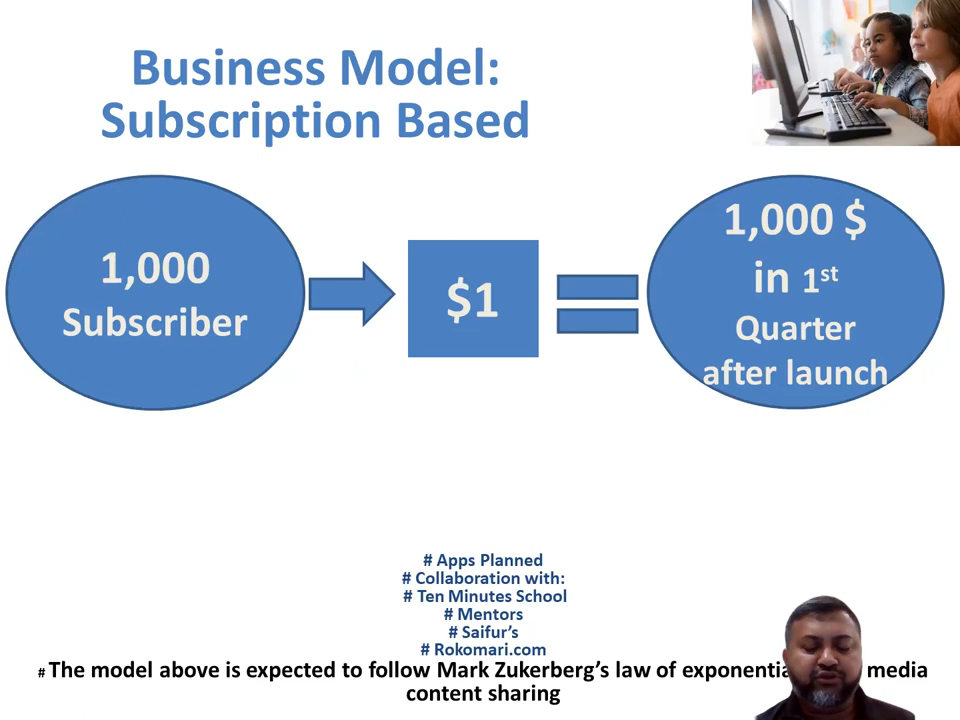 Business Model:
Subscription Based
1,000
Subscriber
$1
1,000 $
in 1st
Quarter
after launch
# Apps Planned
# Collaboration with:
# Ten Minutes School
# Mentors
# Saifur’s
# Rokomari.com
# The model above is expected to follow Mark Zukerberg’s law of media
content sharing